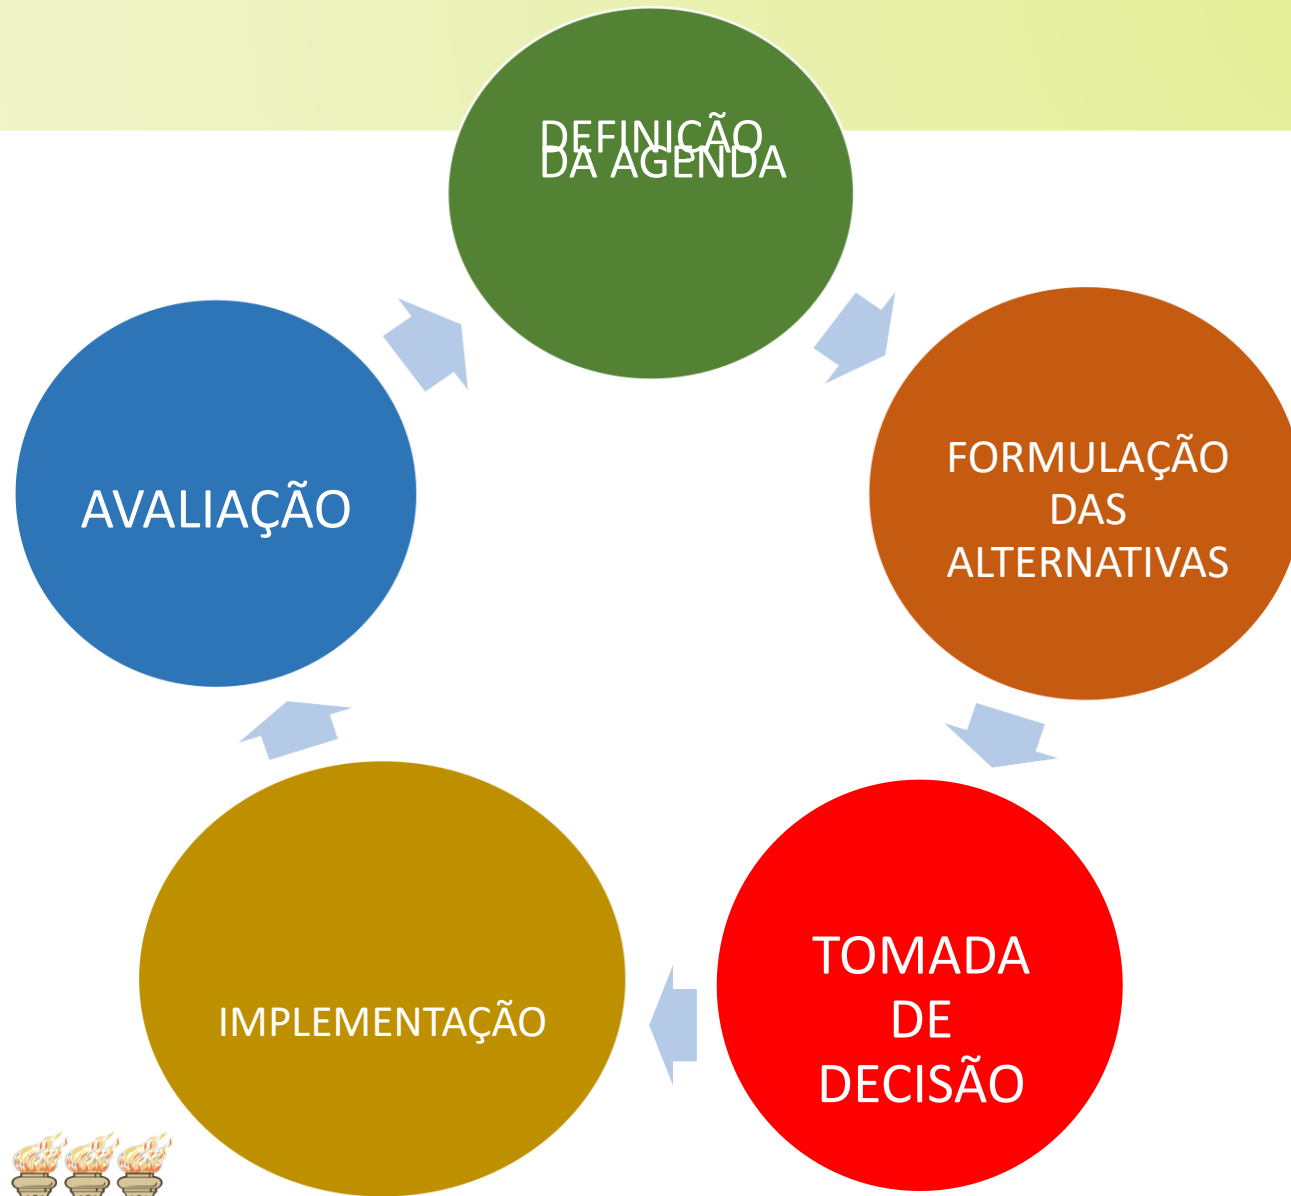 DEFINIÇÃO
DA AGENDA
FORMULAÇÃO
DAS
ALTERNATIVAS
TOMADA
DE
DECISÃO
IMPLEMENTAÇÃO
AVALIAÇÃO